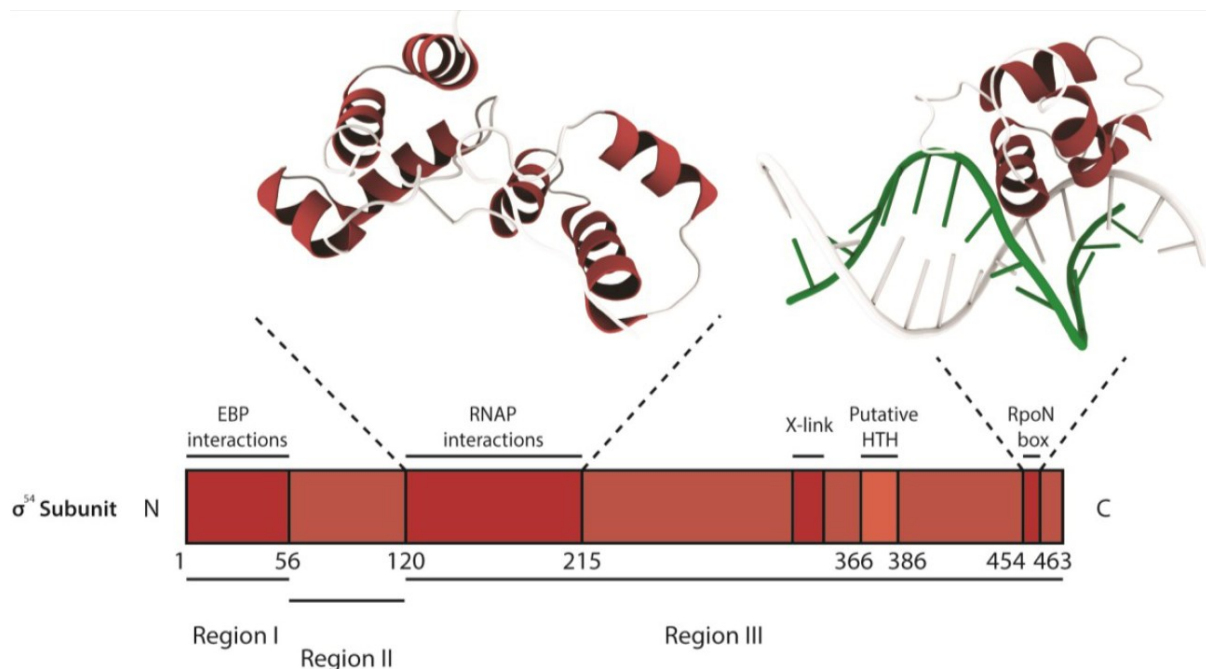 EBP
interactions
RNAP
interactions
X-link
Putative
HTH
RpoN
box
σ⁵⁴ Subunit N C
1 56 120 215 366 386 454 463
Region I
Region II
Region III